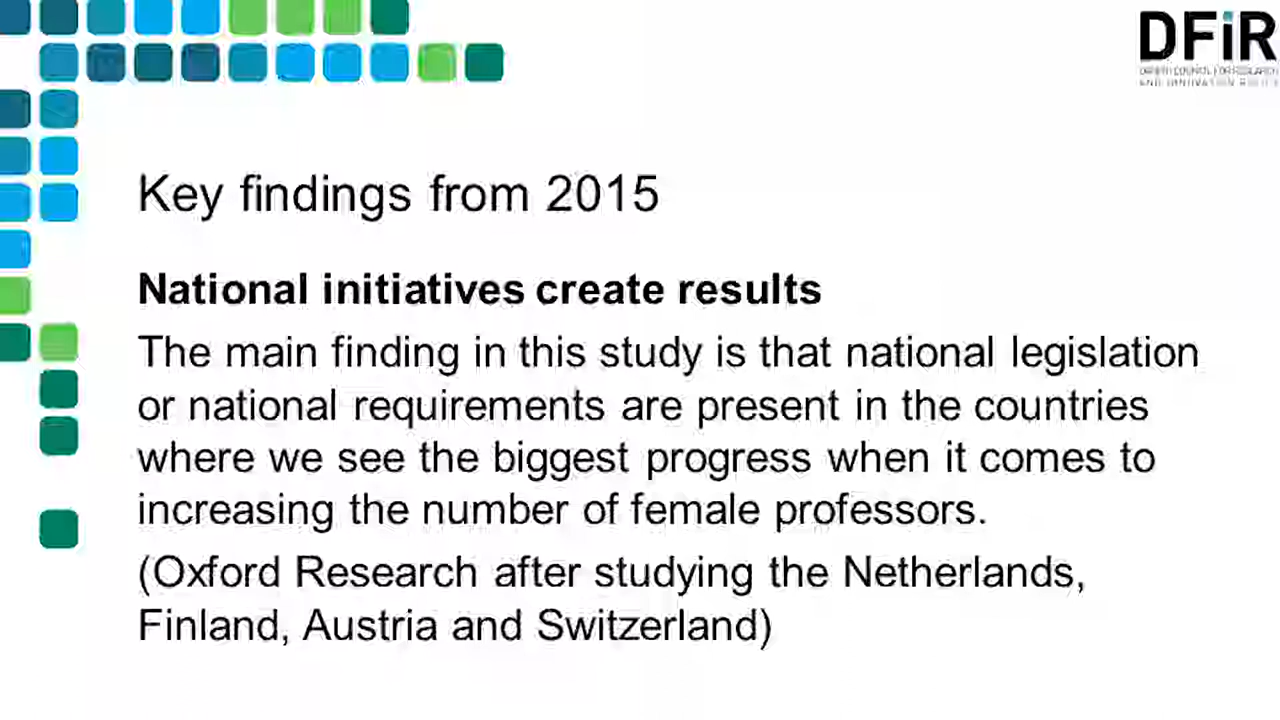 DFiR
Key findings from 2015
National initiatives create results
The main finding in this study is that national legislation
or national requirements are present in the countries
where we see the biggest progress when it comes to
increasing the number of female professors.
(Oxford Research after studying the Netherlands,
Finland, Austria and Switzerland)